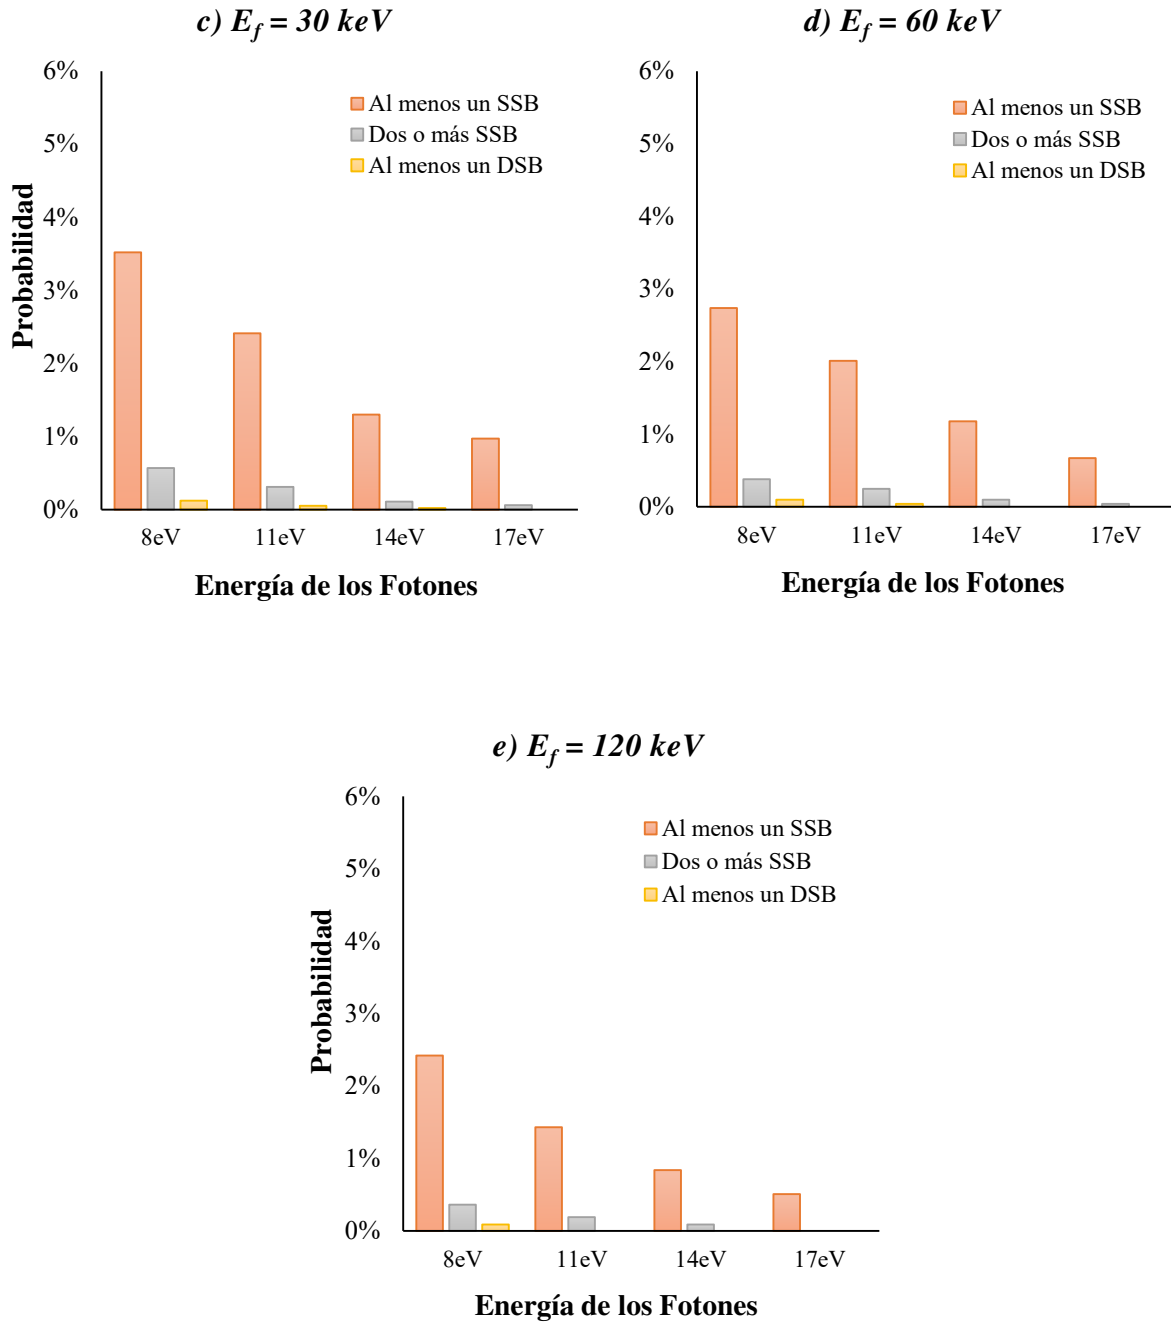 c) E_f = 30 keV
6%
5%
4%
3%
2%
1%
0%
Probabilidad
Al menos un SSB
Dos o más SSB
Al menos un DSB
8eV 11eV 14eV 17eV
Energía de los Fotones
d) E_f = 60 keV
6%
5%
4%
3%
2%
1%
0%
Al menos un SSB
Dos o más SSB
Al menos un DSB
8eV 11eV 14eV 17eV
Energía de los Fotones
e) E_f = 120 keV
6%
5%
4%
3%
2%
1%
0%
Probabilidad
Al menos un SSB
Dos o más SSB
Al menos un DSB
8eV 11eV 14eV 17eV
Energía de los Fotones